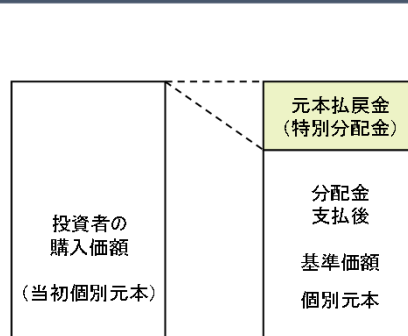 投資者の
購入価額
（当初個別元本）
元本払戻金
（特別分配金）
分配金
支払後
基準価額
個別元本